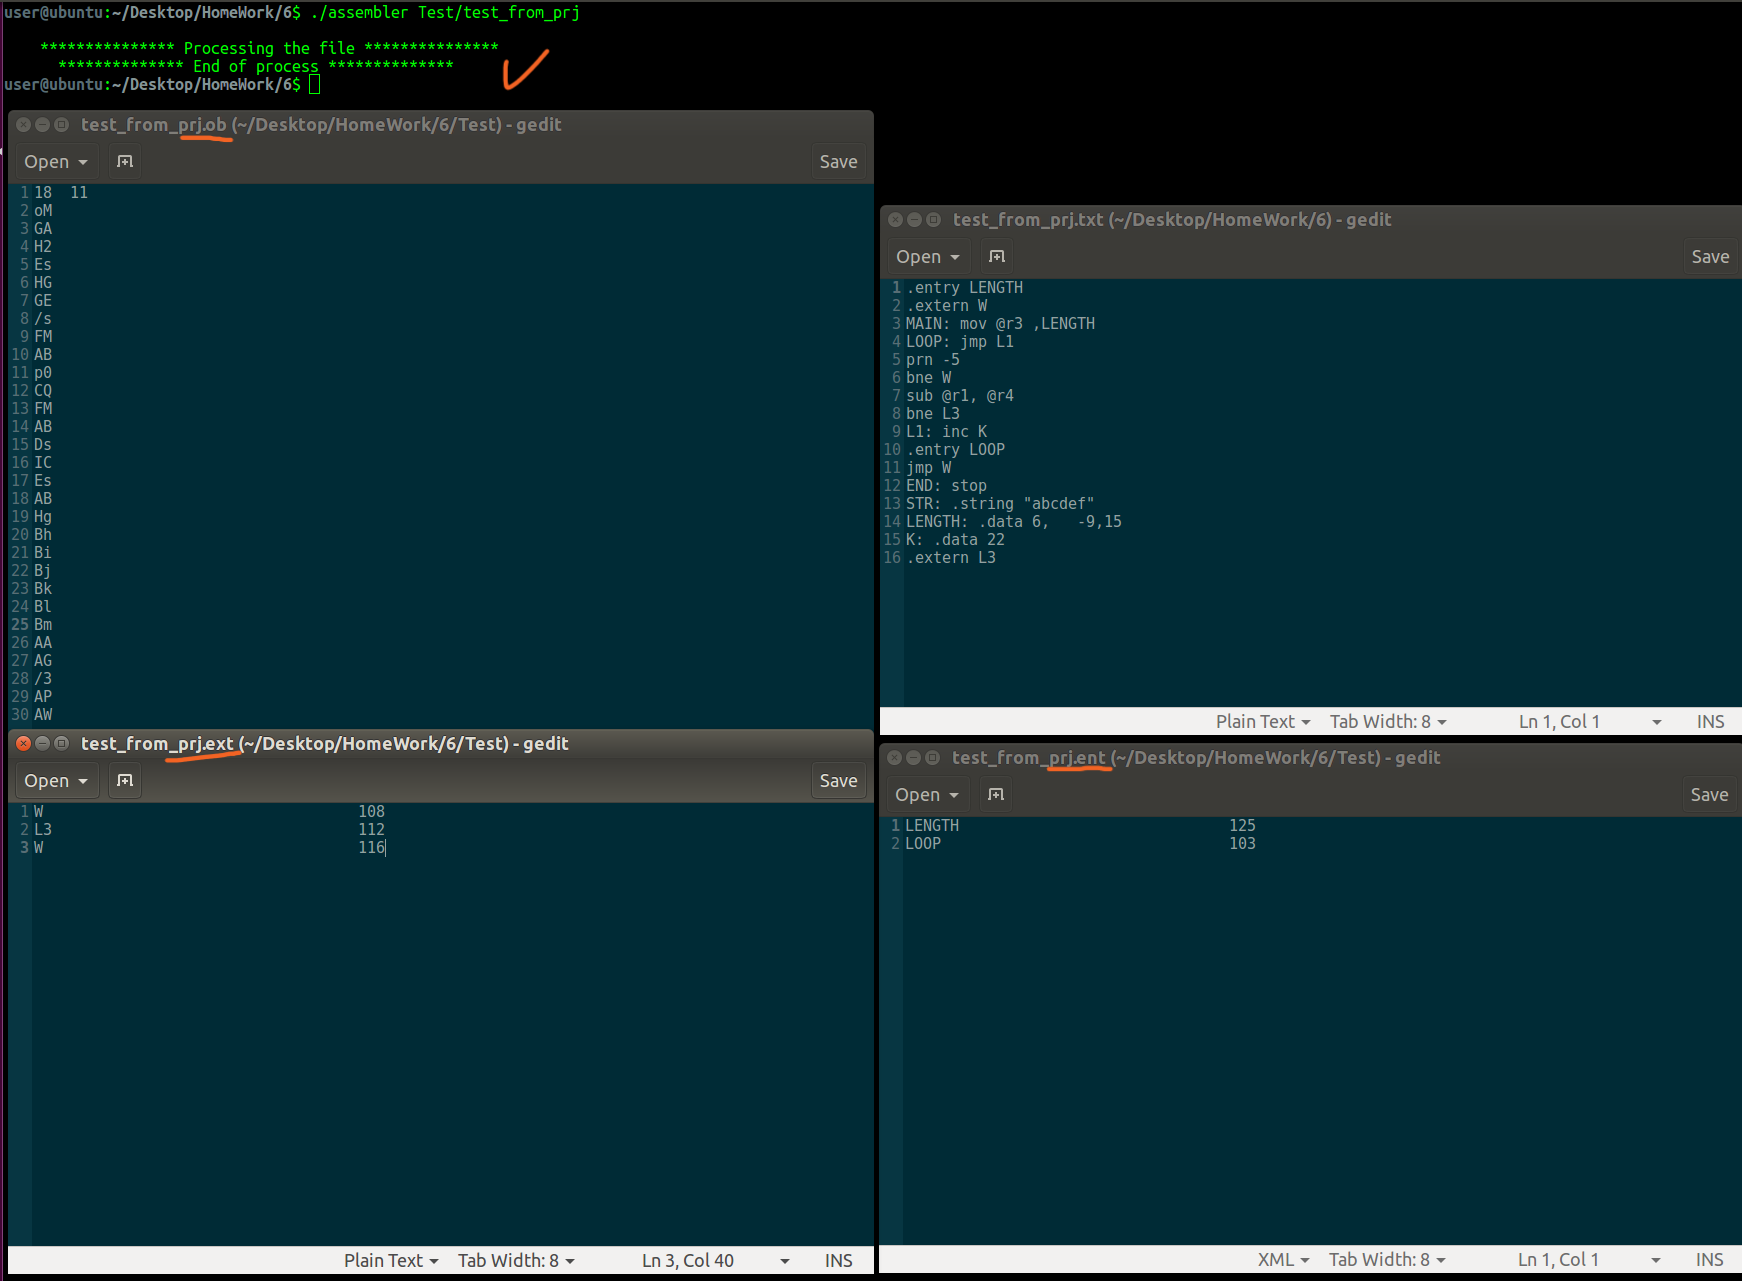 user@ubuntu:~/Desktop/HomeWork/6$ ./assembler Test/test_from_prj
*************** Processing the file ***************
************** End of process **************
user@ubuntu:~/Desktop/HomeWork/6$
test_from_prj.ob (~/Desktop/HomeWork/6/Test) - gedit
Open Save
1 18 11
2 oM
3 GA
4 H2
5 Es
6 HG
7 GE
8 /s
9 FM
10 AB
11 p0
12 CQ
13 FM
14 AB
15 Ds
16 IC
17 Es
18 AB
19 Hg
20 Bh
21 Bi
22 Bj
23 Bk
24 Bl
25 Bm
26 AA
27 AG
28 /3
29 AP
30 AW
test_from_prj.txt (~/Desktop/HomeWork/6) - gedit
Open Save
1 .entry LENGTH
2 .extern W
3 MAIN: mov @r3 ,LENGTH
4 LOOP: jmp L1
5 prn -5
6 bne W
7 sub @r1, @r4
8 bne L3
9 L1: inc K
10 .entry LOOP
11 jmp W
12 END: stop
13 STR: .string "abcdef"
14 LENGTH: .data 6,   -9,15
15 K: .data 22
16 .extern L3
Plain Text Tab Width: 8 Ln 1, Col 1 INS
test_from_prj.ext (~/Desktop/HomeWork/6/Test) - gedit
Open Save
1 W 108
2 L3 112
3 W 116
Plain Text Tab Width: 8 Ln 3, Col 40 INS
test_from_prj.ent (~/Desktop/HomeWork/6/Test) - gedit
Open Save
1 LENGTH 125
2 LOOP 103
XML Tab Width: 8 Ln 1, Col 1 INS